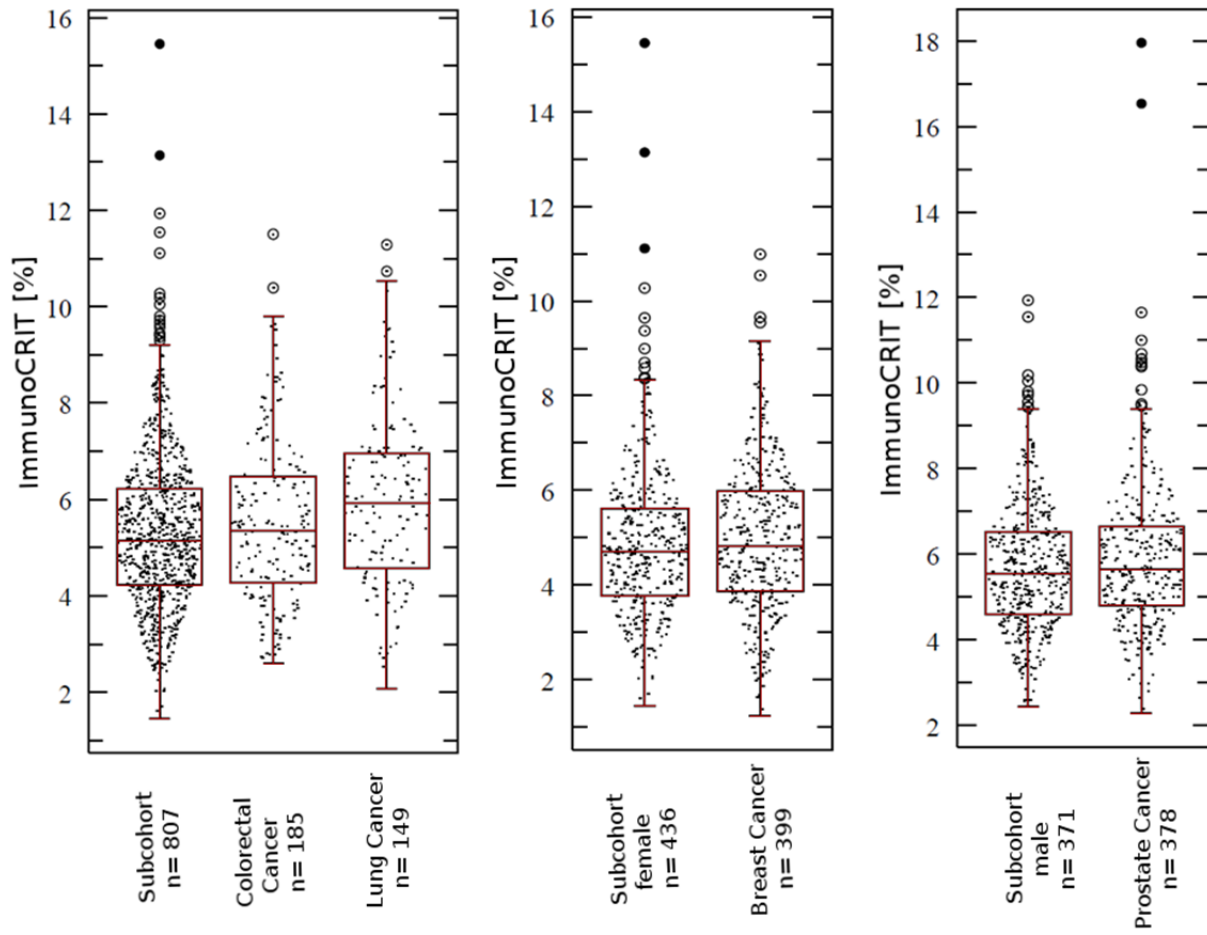 ImmunoCRIT [%]
16
14
12
10
8
6
4
2
Subcohort
n= 807
Colorectal
Cancer
n= 185
Lung Cancer
n= 149
ImmunoCRIT [%]
16
14
12
10
8
6
4
2
Subcohort
female
n= 436
Breast Cancer
n= 399
ImmunoCRIT [%]
18
16
14
12
10
8
6
4
2
Subcohort
male
n= 371
Prostate Cancer
n= 378